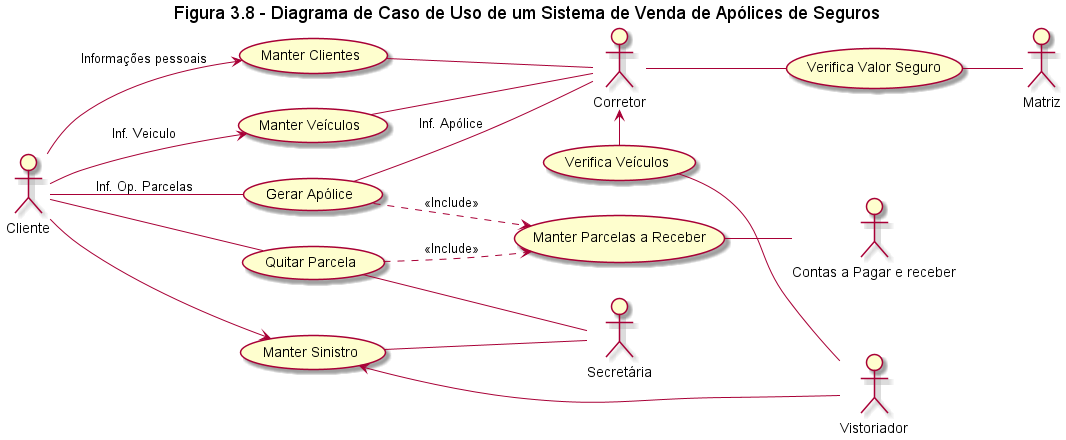 Figura 3.8 - Diagrama de Caso de Uso de um Sistema de Venda de Apólices de Seguros
Informações pessoais
Manter Clientes
Corretor
Verifica Valor Seguro
Matriz
Inf. Veiculo
Manter Veículos
Inf. Apólice
Verifica Veículos
Cliente
Inf. Op. Parcelas
Gerar Apólice
«Include»
Manter Parcelas a Receber
Quitar Parcela
«Include»
Contas a Pagar e receber
Manter Sinistro
Secretária
Vistoriador